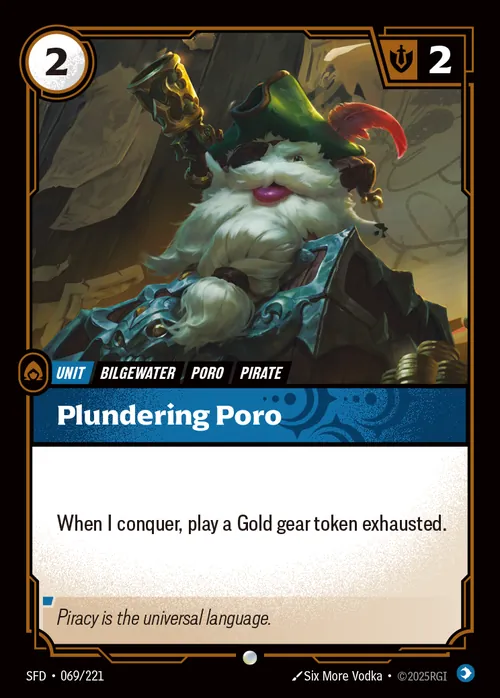 2
2
UNIT BILGEWATER PORO PIRATE
Plundering Poro
When I conquer, play a Gold gear token exhausted.
Piracy is the universal language.
SFD • 069/221
Six More Vodka • ©2025RGI